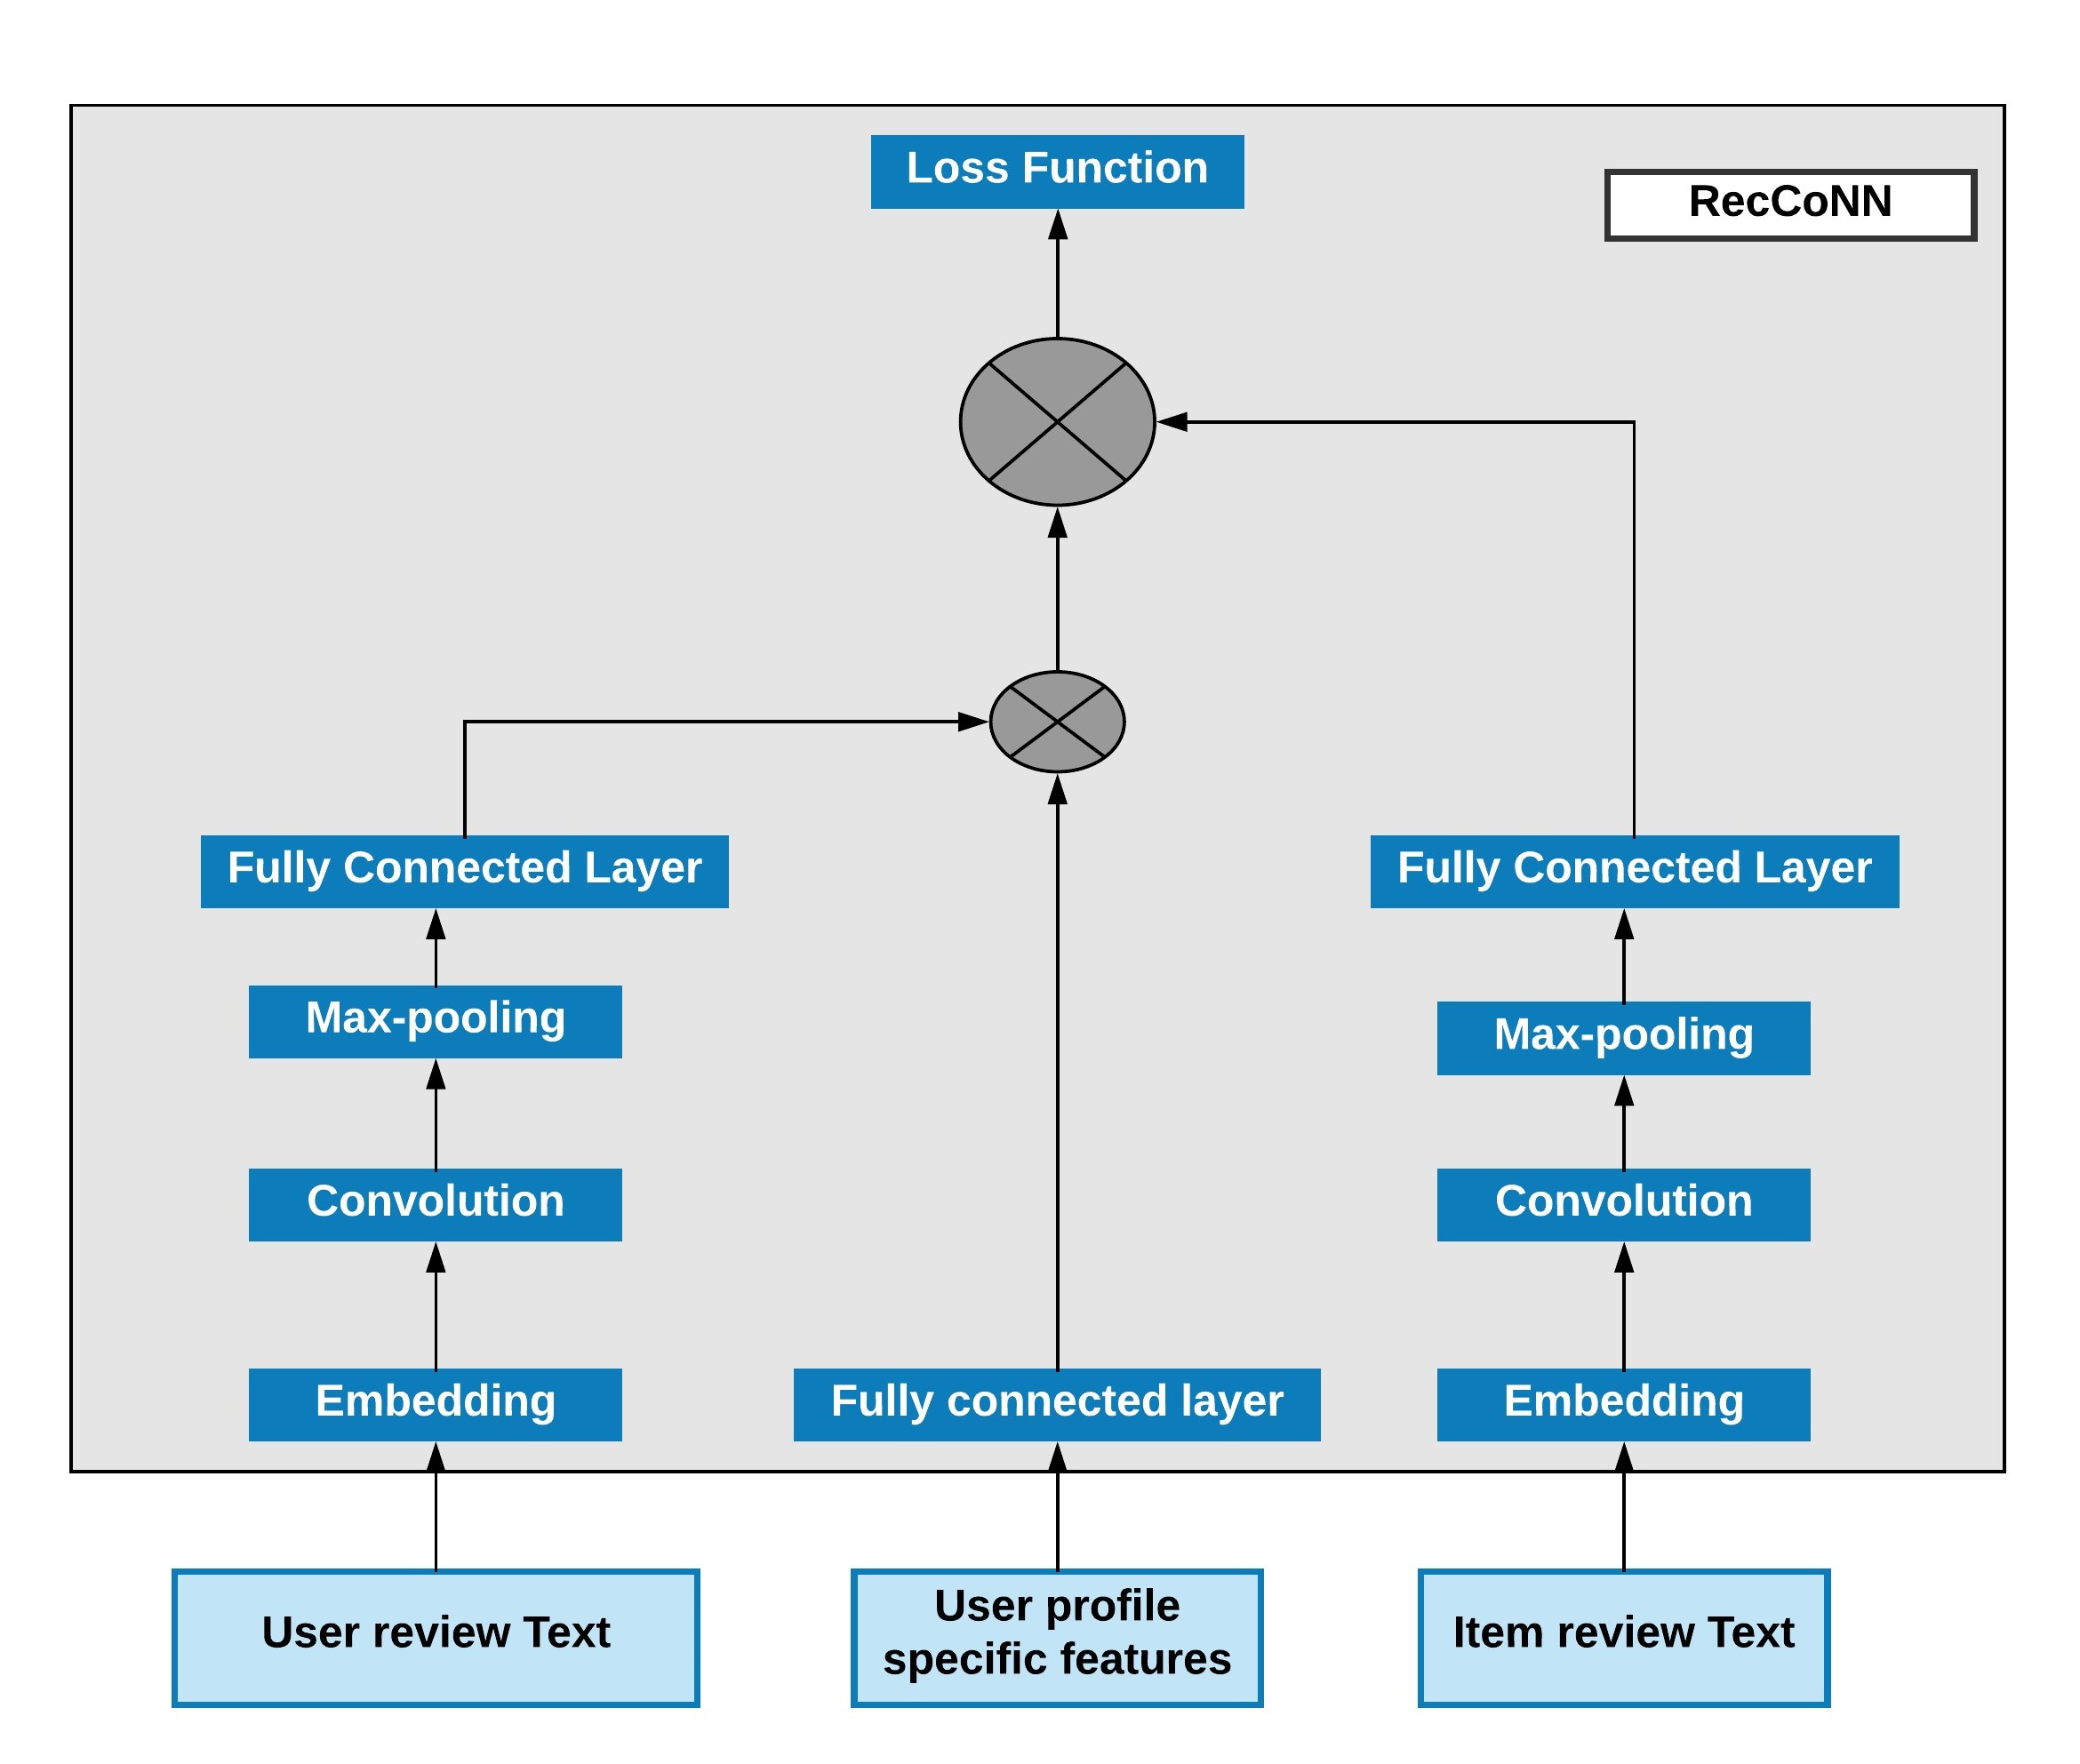 Loss Function
RecCoNN
Fully Connected Layer
Fully Connected Layer
Max-pooling
Max-pooling
Convolution
Convolution
Embedding
Fully connected layer
Embedding
User review Text
User profile
specific features
Item review Text